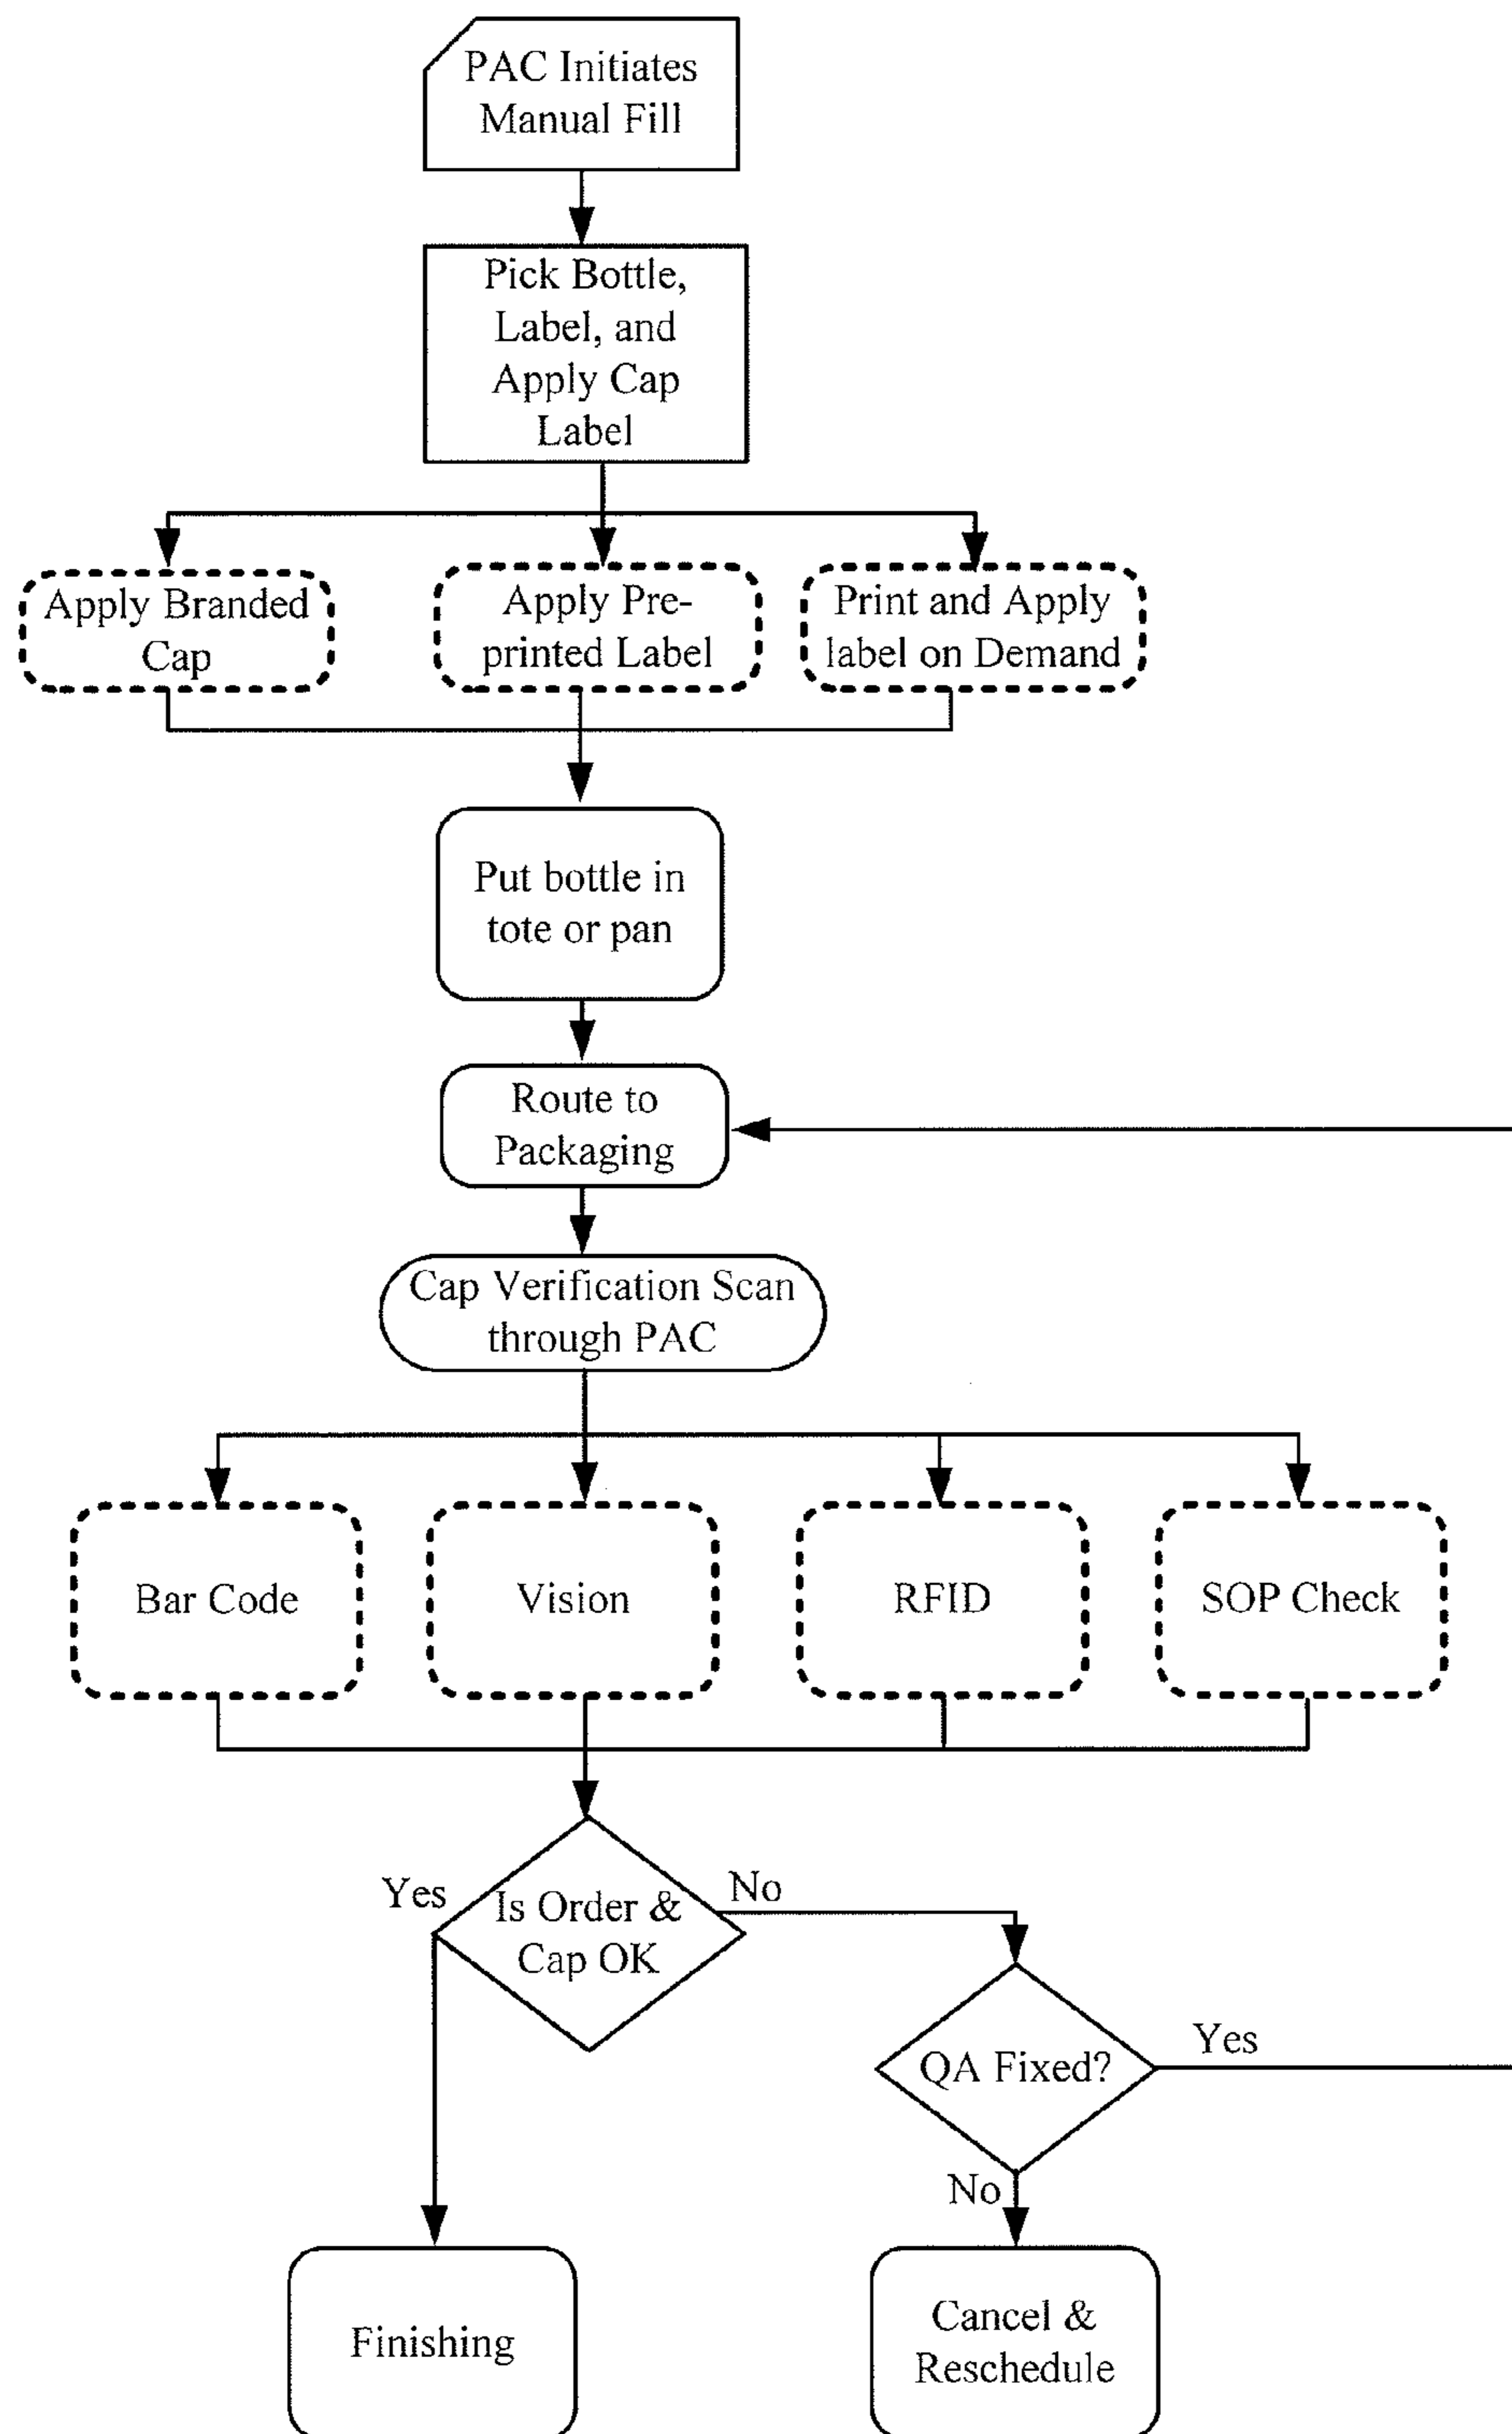 PAC Initiates
Manual Fill
Pick Bottle,
Label, and
Apply Cap
Label
Apply Branded
Cap
Apply Pre-
printed Label
Print and Apply
label on Demand
Put bottle in
tote or pan
Route to
Packaging
Cap Verification Scan
through PAC
Bar Code
Vision
RFID
SOP Check
Yes
Is Order &
Cap OK
No
QA Fixed?
Yes
No
Finishing
Cancel &
Reschedule